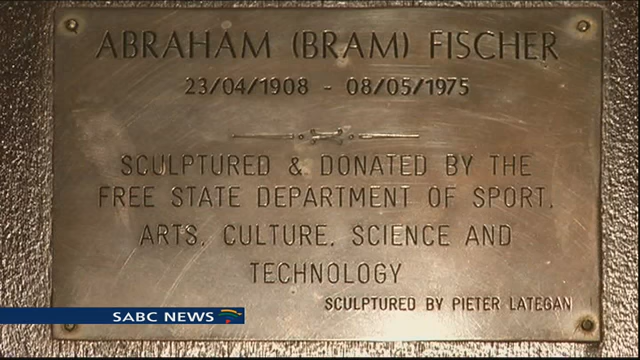 ABRAHAM (BRAM) FISCHER
23/04/1908 - 08/05/1975
SCULPTURED & DONATED BY THE
FREE STATE DEPARTMENT OF SPORT,
ARTS, CULTURE, SCIENCE AND
TECHNOLOGY
SCULPTURED BY PIETER LATEGAN
SABC NEWS